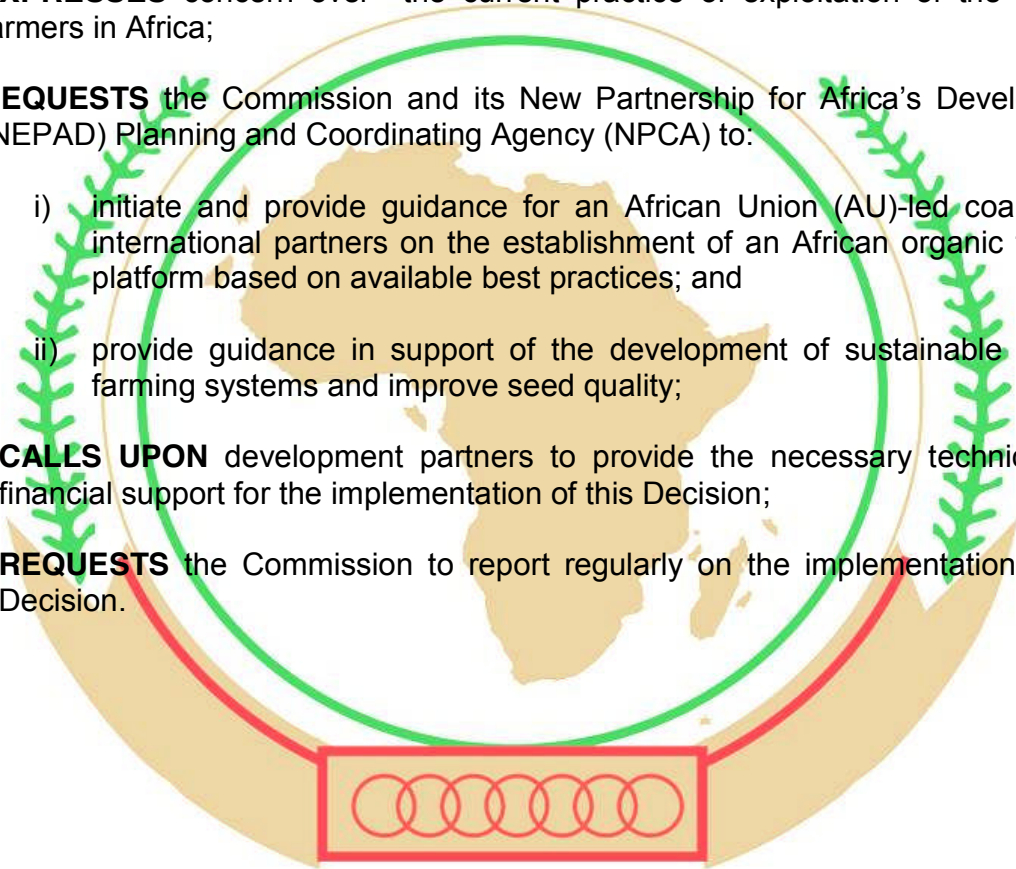 EXPRESSES concern over the current practice of exploitation of the
farmers in Africa;
REQUESTS the Commission and its New Partnership for Africa's Devel
NEPAD) Planning and Coordinating Agency (NPCA) to:
i) initiate and provide guidance for an African Union (AU)-led coa
international partners on the establishment of an African organic
platform based on available best practices; and
ii) provide guidance in support of the development of sustainable
farming systems and improve seed quality;
CALLS UPON development partners to provide the necessary technic
financial support for the implementation of this Decision;
REQUESTS the Commission to report regularly on the implementation
Decision.